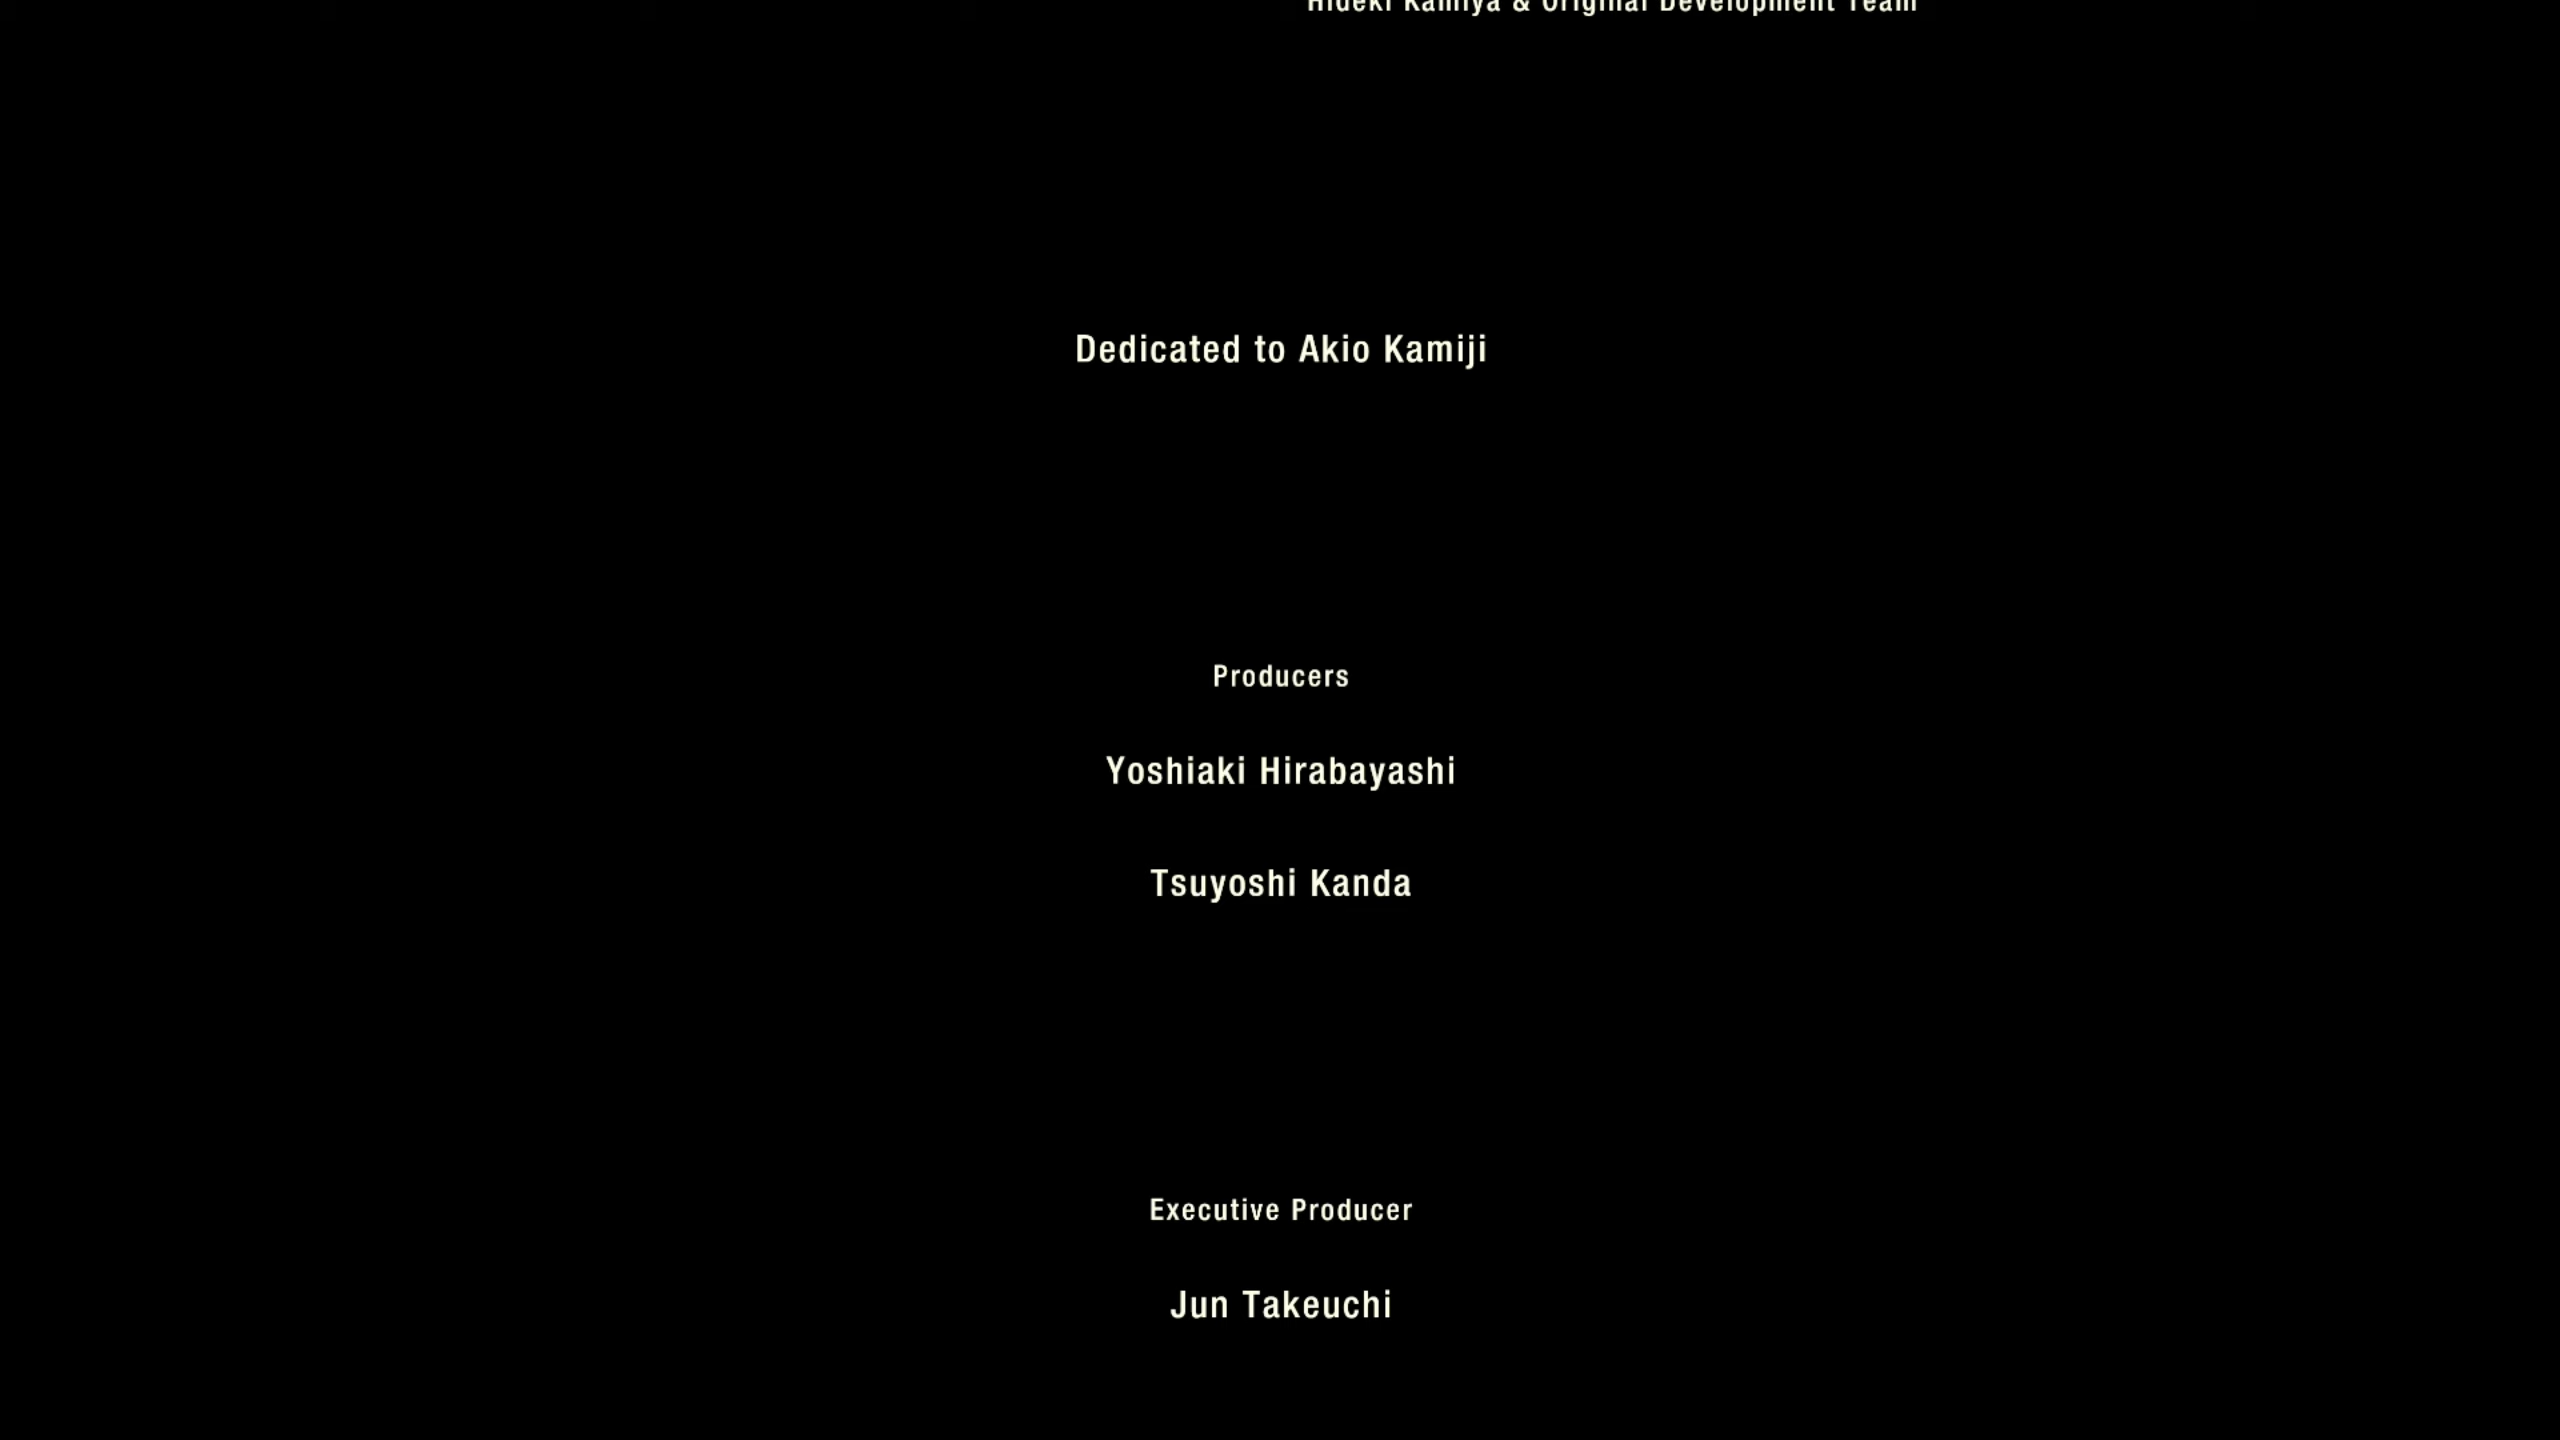 Hideki Kamiya & Original Development Team
Dedicated to Akio Kamiji
Producers
Yoshiaki Hirabayashi
Tsuyoshi Kanda
Executive Producer
Jun Takeuchi